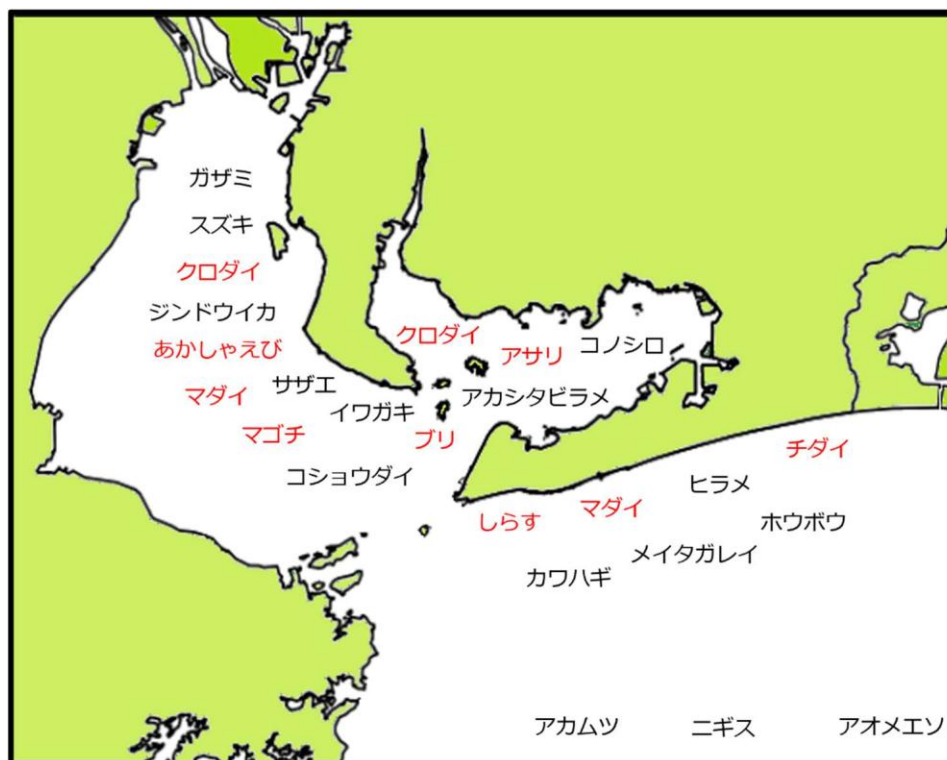 ガザミ
スズキ
クロダイ
ジンドウイカ
あかしゃえび
マダイ
サザエ
イワガキ
マゴチ
ブリ
コショウダイ
クロダイ
アサリ
コノシロ
アカシタビラメ
チダイ
ヒラメ
マダイ
しらす
ホウボウ
メイタガレイ
カワハギ
アカムツ
ニギス
アオメエソ